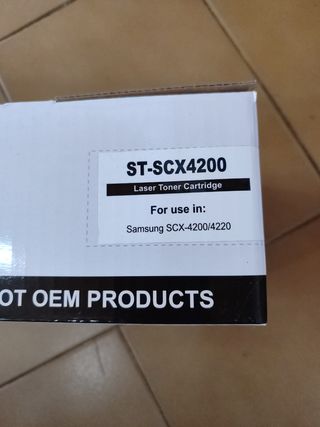 ST-SCX4200
Laser Toner Cartridge
For use in:
Samsung SCX-4200/4220
OT OEM PRODUCTS